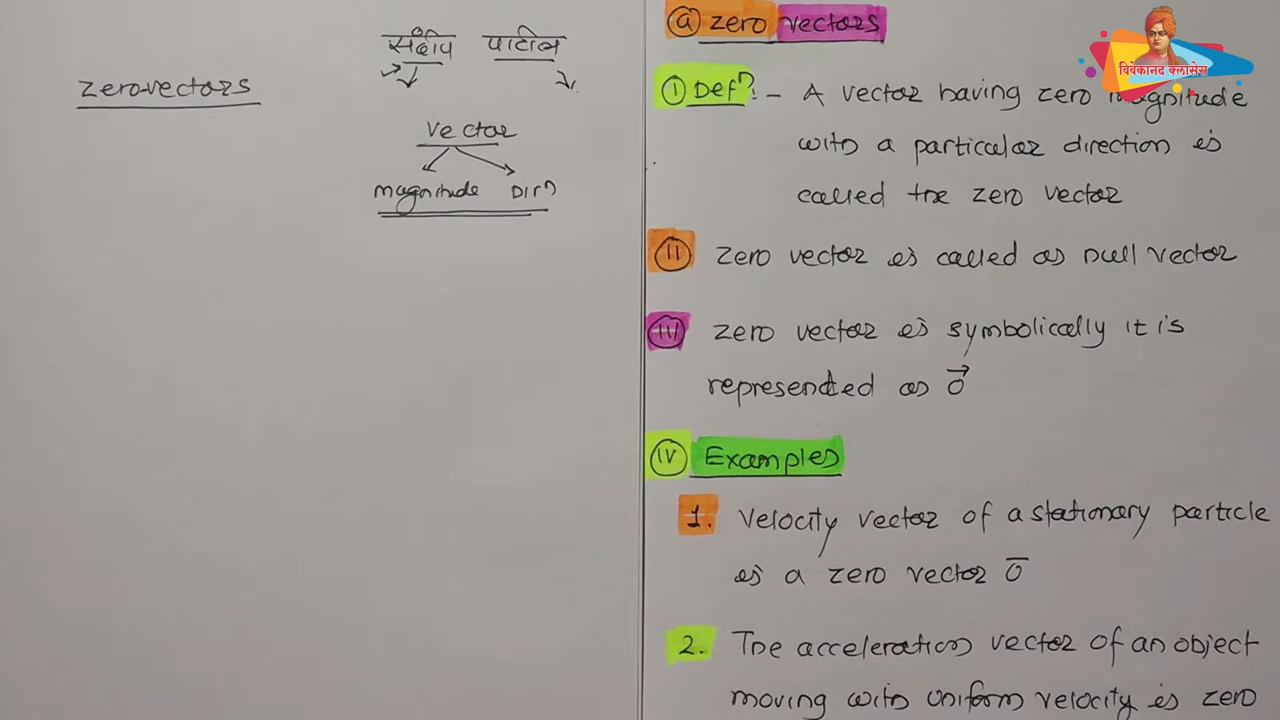 zero vectors
संदीप पाटील
vector
magnitude Dirⁿ
(a) zero vectors
(I) Defⁿ: - A vector having zero magnitude
with a particular direction is
called the zero vector
(II) zero vector is called as null vector
(III) zero vector is symbolically it is
represented as 0⃗
(IV) Examples
1. velocity vector of a stationary particle
is a zero vector 0̅
2. The acceleration vector of an object
moving with uniform velocity is zero
विवेकानंद क्लासेस